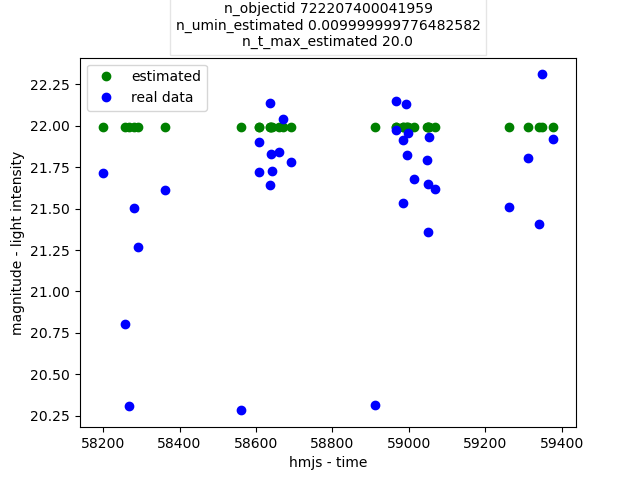 n_objectid 722207400041959
n_umin_estimated 0.009999999776482582
n_t_max_estimated 20.0
estimated
real data
22.25
22.00
21.75
21.50
21.25
21.00
20.75
20.50
20.25
magnitude - light intensity
58200 58400 58600 58800 59000 59200 59400
hmjs - time